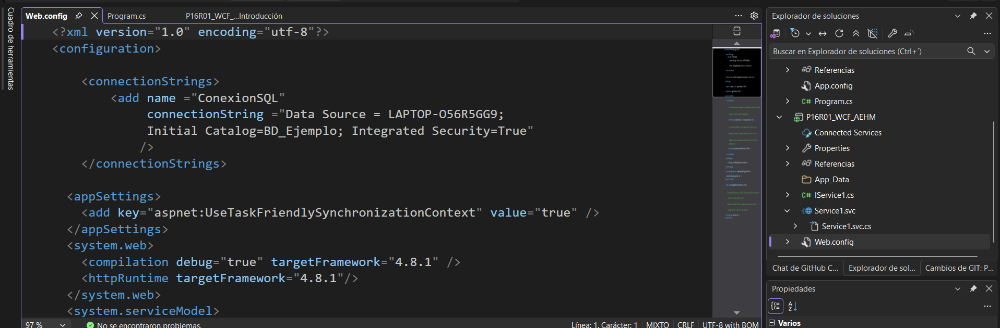 Cuadro de herramientas
Web.config
Program.cs
P16R01_WCF_...Introducción
<?xml version="1.0" encoding="utf-8"?>
<configuration>
<connectionStrings>
<add name ="ConexionSQL"
connectionString ="Data Source = LAPTOP-O56R5GG9;
Initial Catalog=BD_Ejemplo; Integrated Security=True"
/>
</connectionStrings>
<appSettings>
<add key="aspnet:UseTaskFriendlySynchronizationContext" value="true" />
</appSettings>
<system.web>
<compilation debug="true" targetFramework="4.8.1" />
<httpRuntime targetFramework="4.8.1"/>
</system.web>
<system.serviceModel>
97 %
No se encontraron problemas.
Línea: 1, Carácter: 1
MIXTO
CRLF
UTF-8 with BOM
Explorador de soluciones
Buscar en Explorador de soluciones (Ctrl+´)
Referencias
App.config
C# Program.cs
P16R01_WCF_AEHM
Connected Services
Properties
Referencias
App_Data
C# IService1.cs
Service1.svc
Service1.svc.cs
Web.config
Chat de GitHub C...
Explorador de sol...
Cambios de GIT: P...
Propiedades
Varios